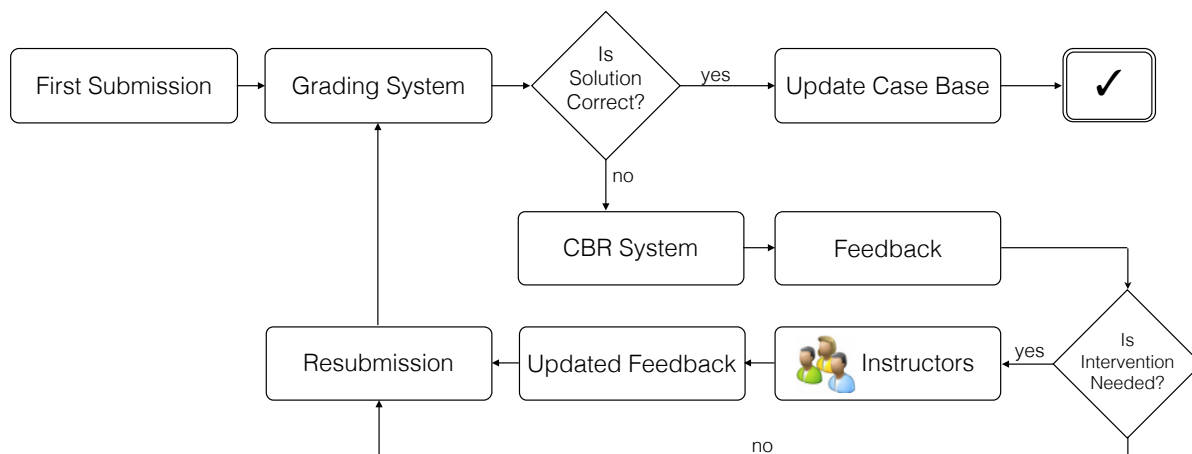 First Submission
Grading System
Is
Solution
Correct?
yes
Update Case Base
✓
no
CBR System
Feedback
Resubmission
Updated Feedback
Instructors
yes
Is
Intervention
Needed?
no